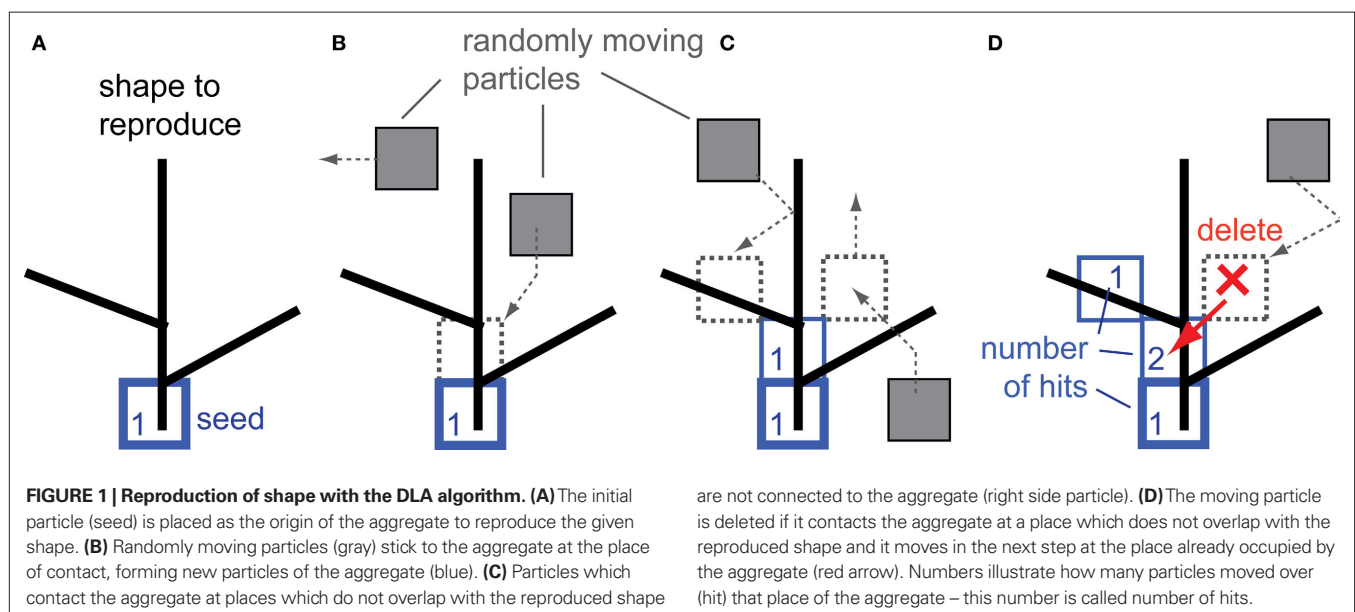 A
B
C
D
shape to
reproduce
randomly moving
particles
delete
1
seed
1
1
1
1
2
1
number
of hits
FIGURE 1 | Reproduction of shape with the DLA algorithm. (A) The initial
particle (seed) is placed as the origin of the aggregate to reproduce the given
shape. (B) Randomly moving particles (gray) stick to the aggregate at the place
of contact, forming new particles of the aggregate (blue). (C) Particles which
contact the aggregate at places which do not overlap with the reproduced shape
are not connected to the aggregate (right side particle). (D) The moving particle
is deleted if it contacts the aggregate at a place which does not overlap with the
reproduced shape and it moves in the next step at the place already occupied by
the aggregate (red arrow). Numbers illustrate how many particles moved over
(hit) that place of the aggregate – this number is called number of hits.